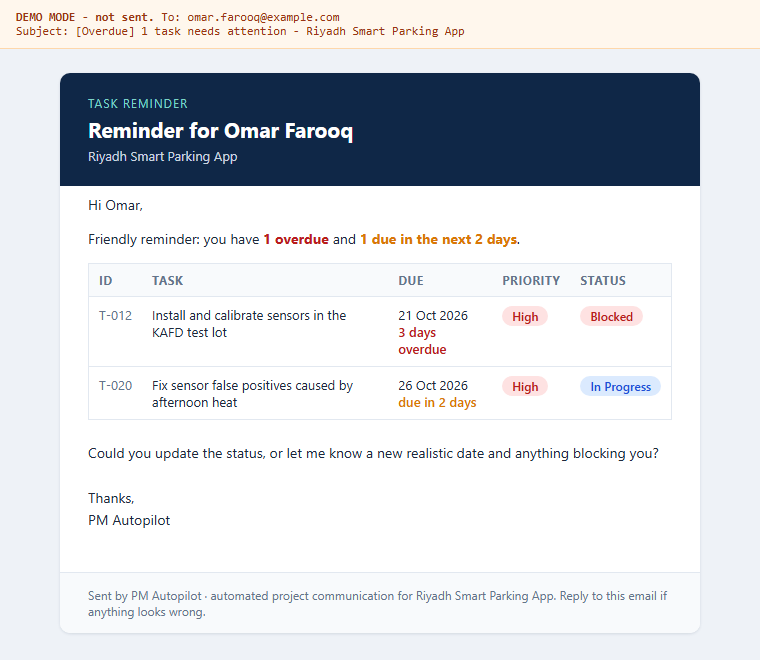 DEMO MODE - not sent. To: omar.farooq@example.com
Subject: [Overdue] 1 task needs attention - Riyadh Smart Parking App
TASK REMINDER
Reminder for Omar Farooq
Riyadh Smart Parking App
Hi Omar,
Friendly reminder: you have 1 overdue and 1 due in the next 2 days.
ID TASK DUE PRIORITY STATUS
T-012 Install and calibrate sensors in the 21 Oct 2026 High Blocked
KAFD test lot 3 days
overdue
T-020 Fix sensor false positives caused by 26 Oct 2026 High In Progress
afternoon heat due in 2 days
Could you update the status, or let me know a new realistic date and anything blocking you?
Thanks,
PM Autopilot
Sent by PM Autopilot · automated project communication for Riyadh Smart Parking App. Reply to this email if
anything looks wrong.